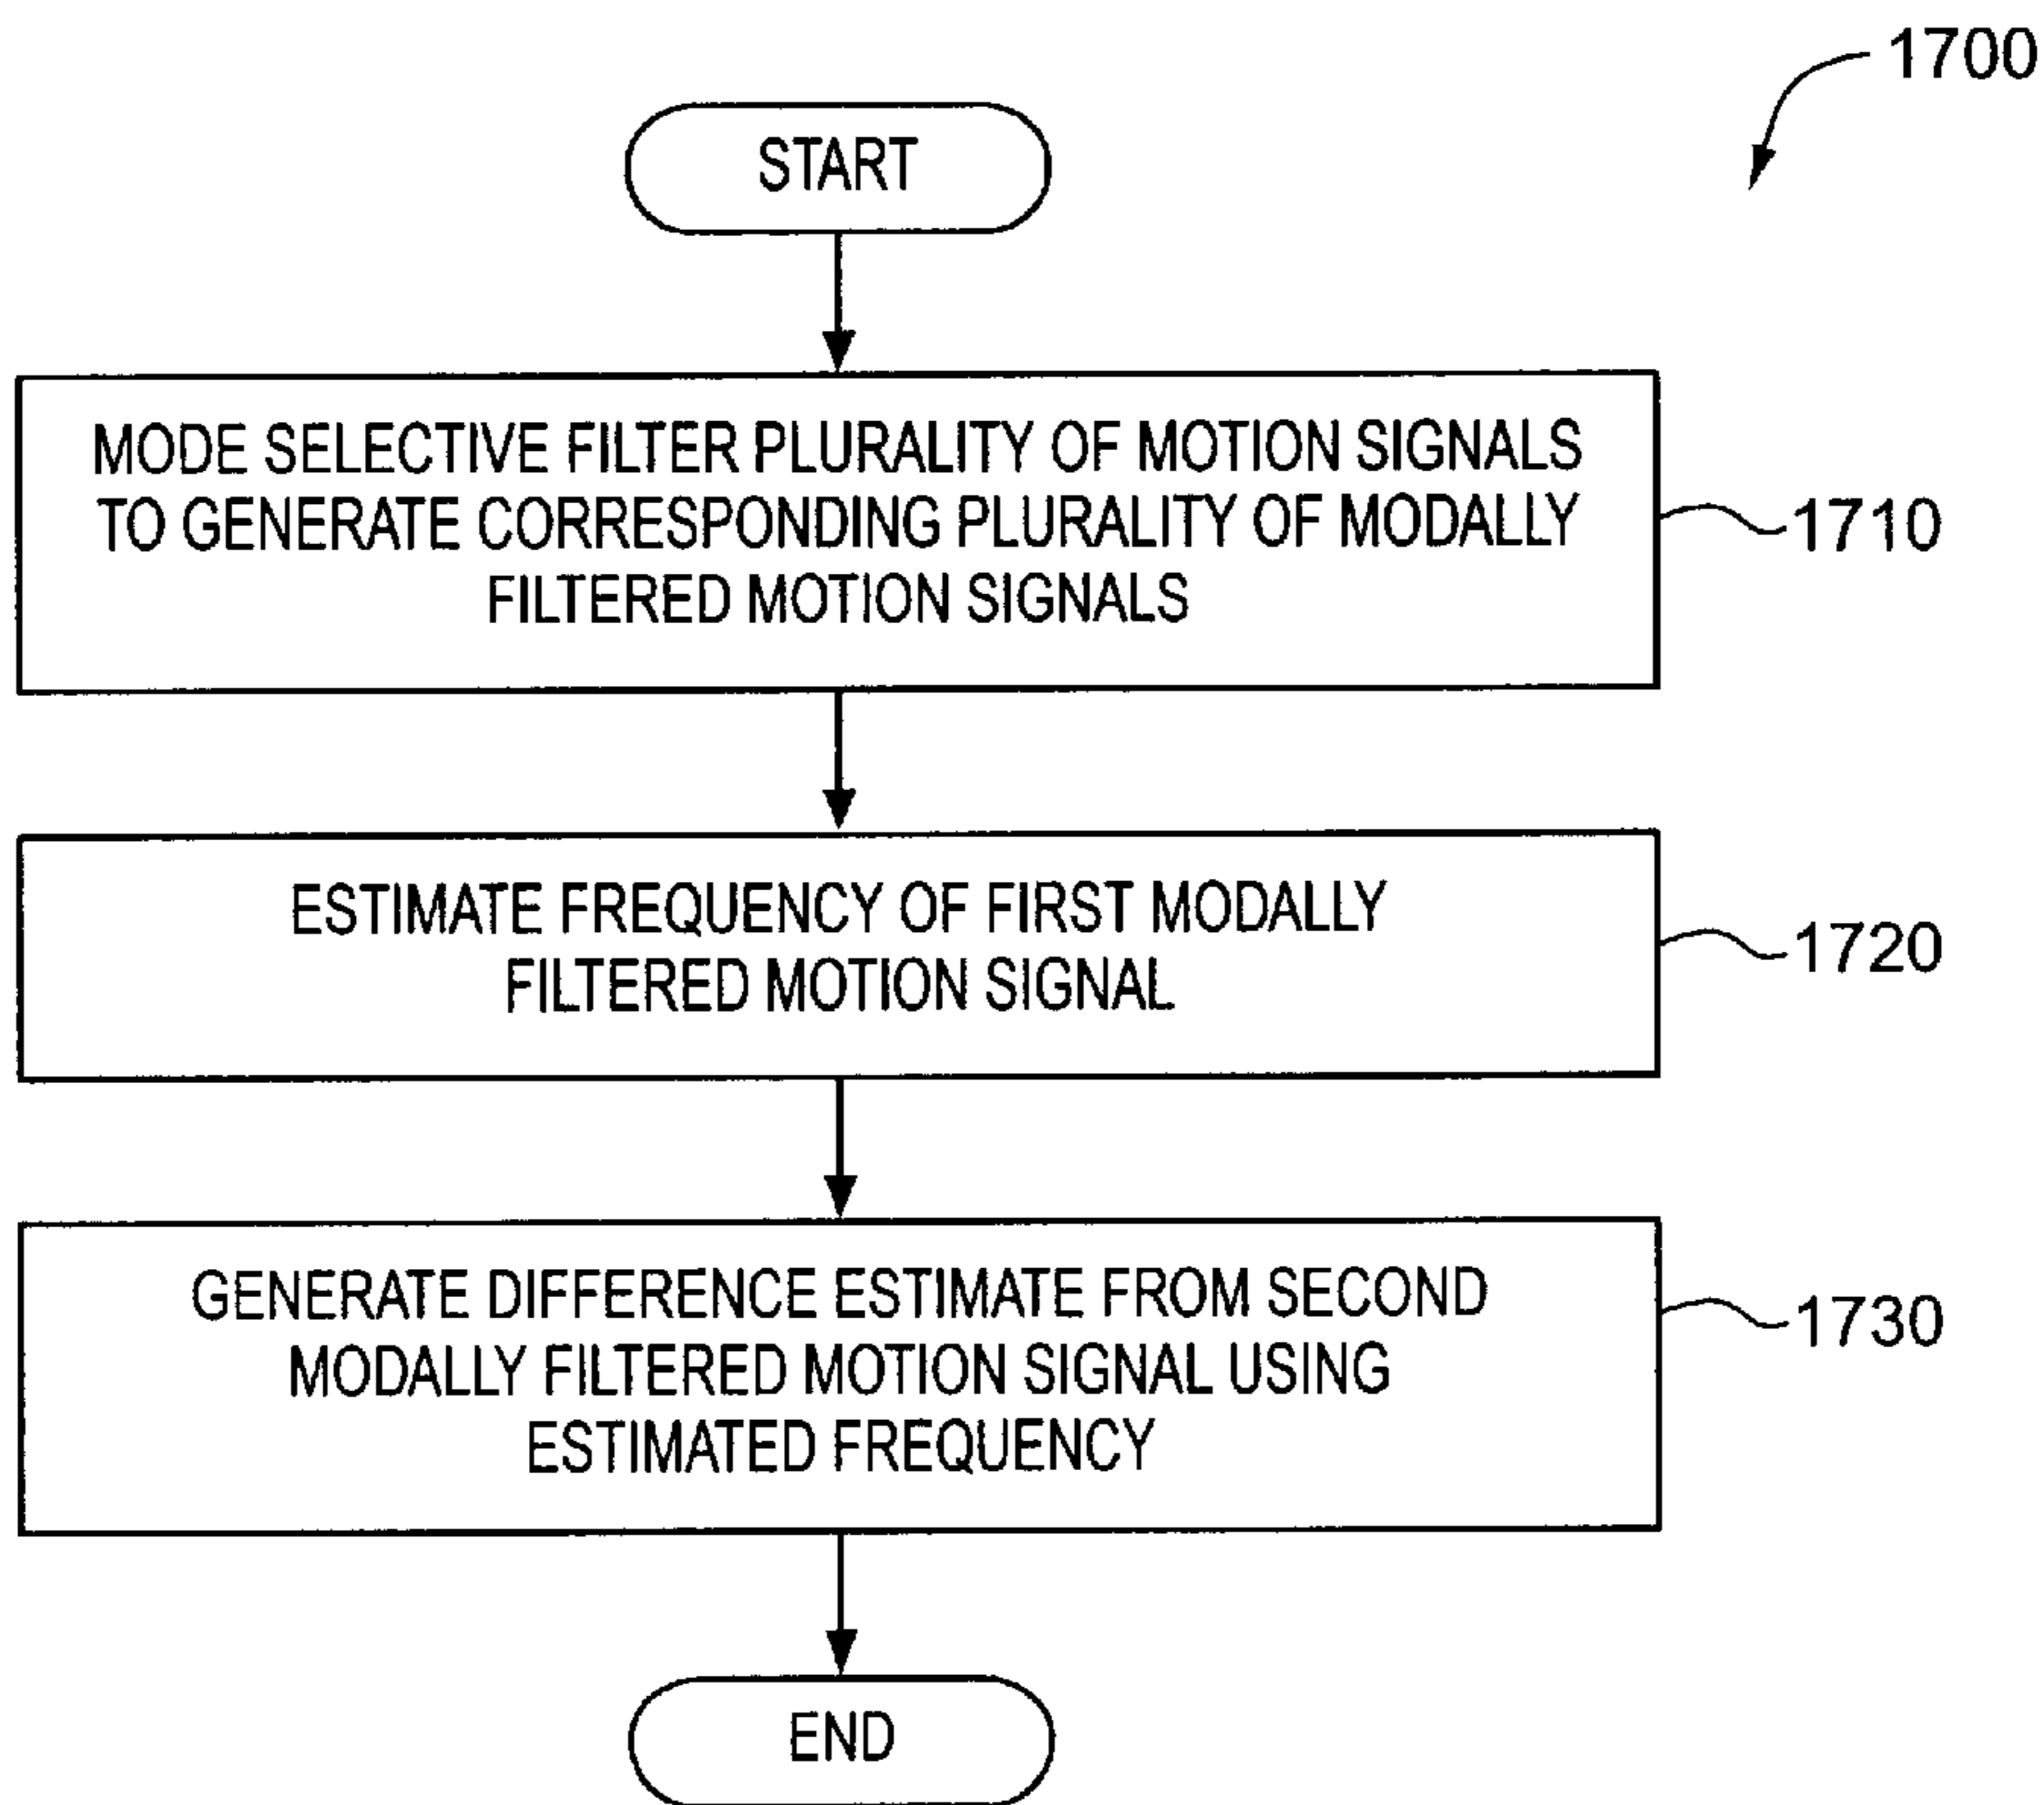 1700
START
MODE SELECTIVE FILTER PLURALITY OF MOTION SIGNALS
TO GENERATE CORRESPONDING PLURALITY OF MODALLY
FILTERED MOTION SIGNALS
1710
ESTIMATE FREQUENCY OF FIRST MODALLY
FILTERED MOTION SIGNAL
1720
GENERATE DIFFERENCE ESTIMATE FROM SECOND
MODALLY FILTERED MOTION SIGNAL USING
ESTIMATED FREQUENCY
1730
END